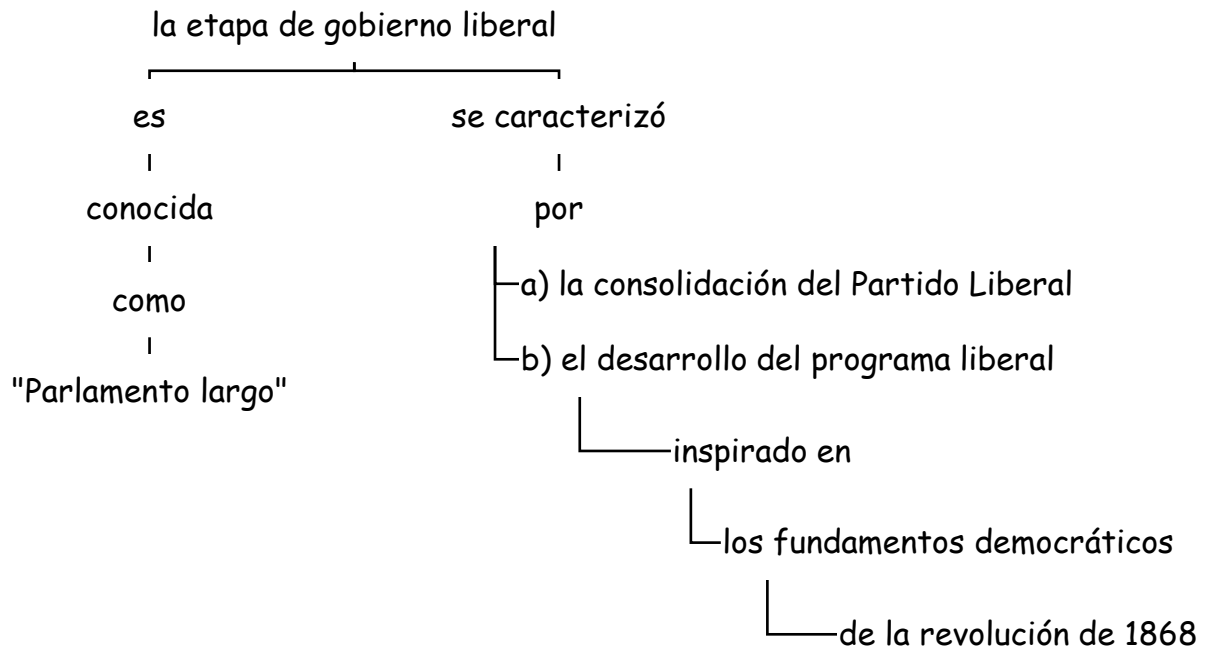 la etapa de gobierno liberal
es
se caracterizó
conocida
por
como
a) la consolidación del Partido Liberal
b) el desarrollo del programa liberal
"Parlamento largo"
inspirado en
los fundamentos democráticos
de la revolución de 1868